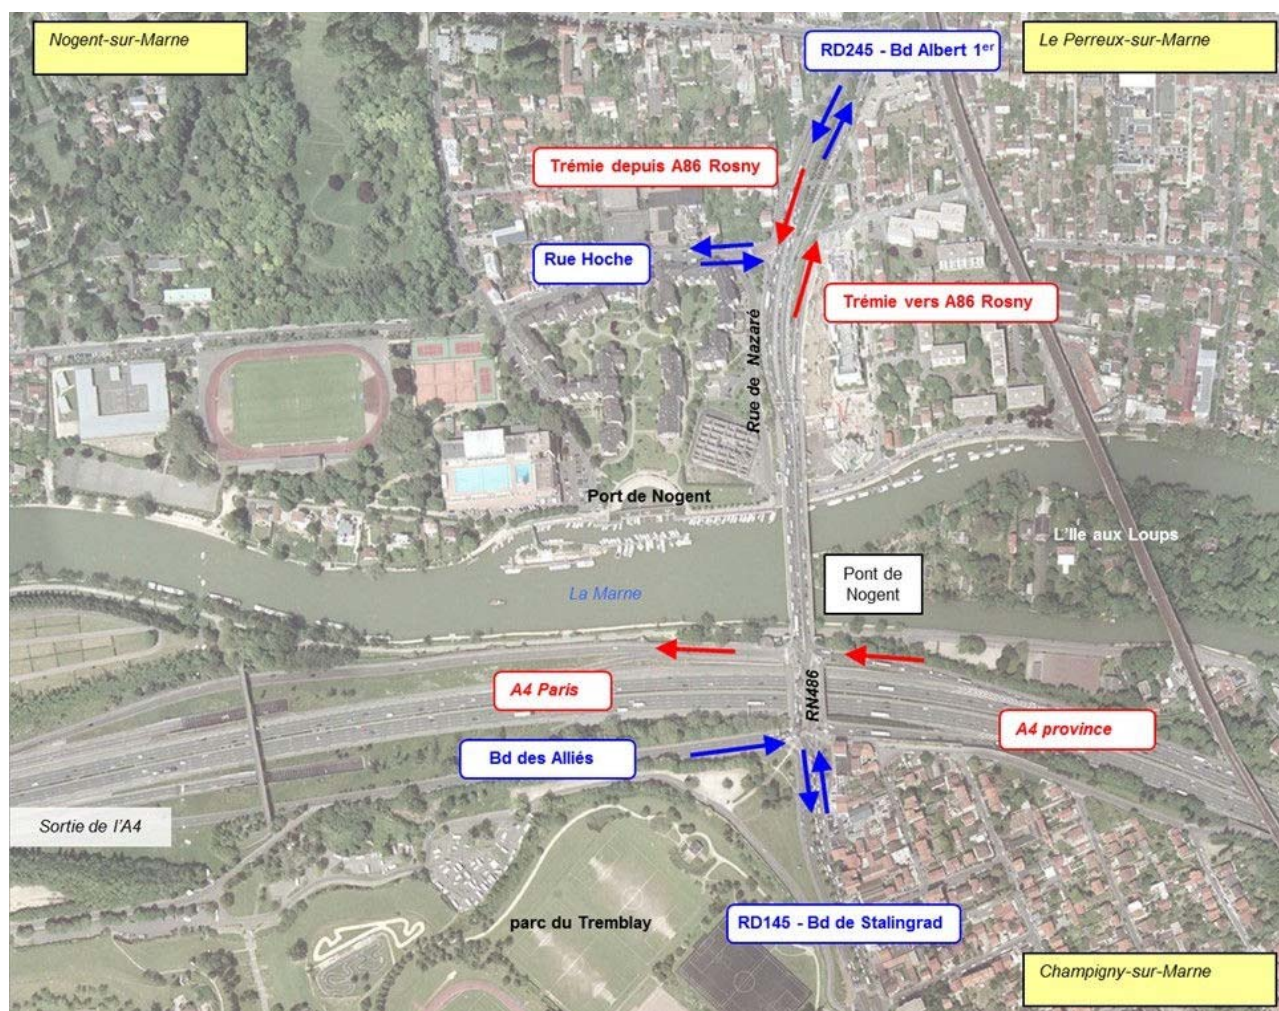 Nogent-sur-Marne
RD245 - Bd Albert 1er
Le Perreux-sur-Marne
Trémie depuis A86 Rosny
Rue Hoche
Trémie vers A86 Rosny
Rue de Nazaré
Port de Nogent
L'Ile aux Loups
La Marne
Pont de
Nogent
A4 Paris
RN486
A4 province
Bd des Alliés
Sortie de l'A4
parc du Tremblay
RD145 - Bd de Stalingrad
Champigny-sur-Marne